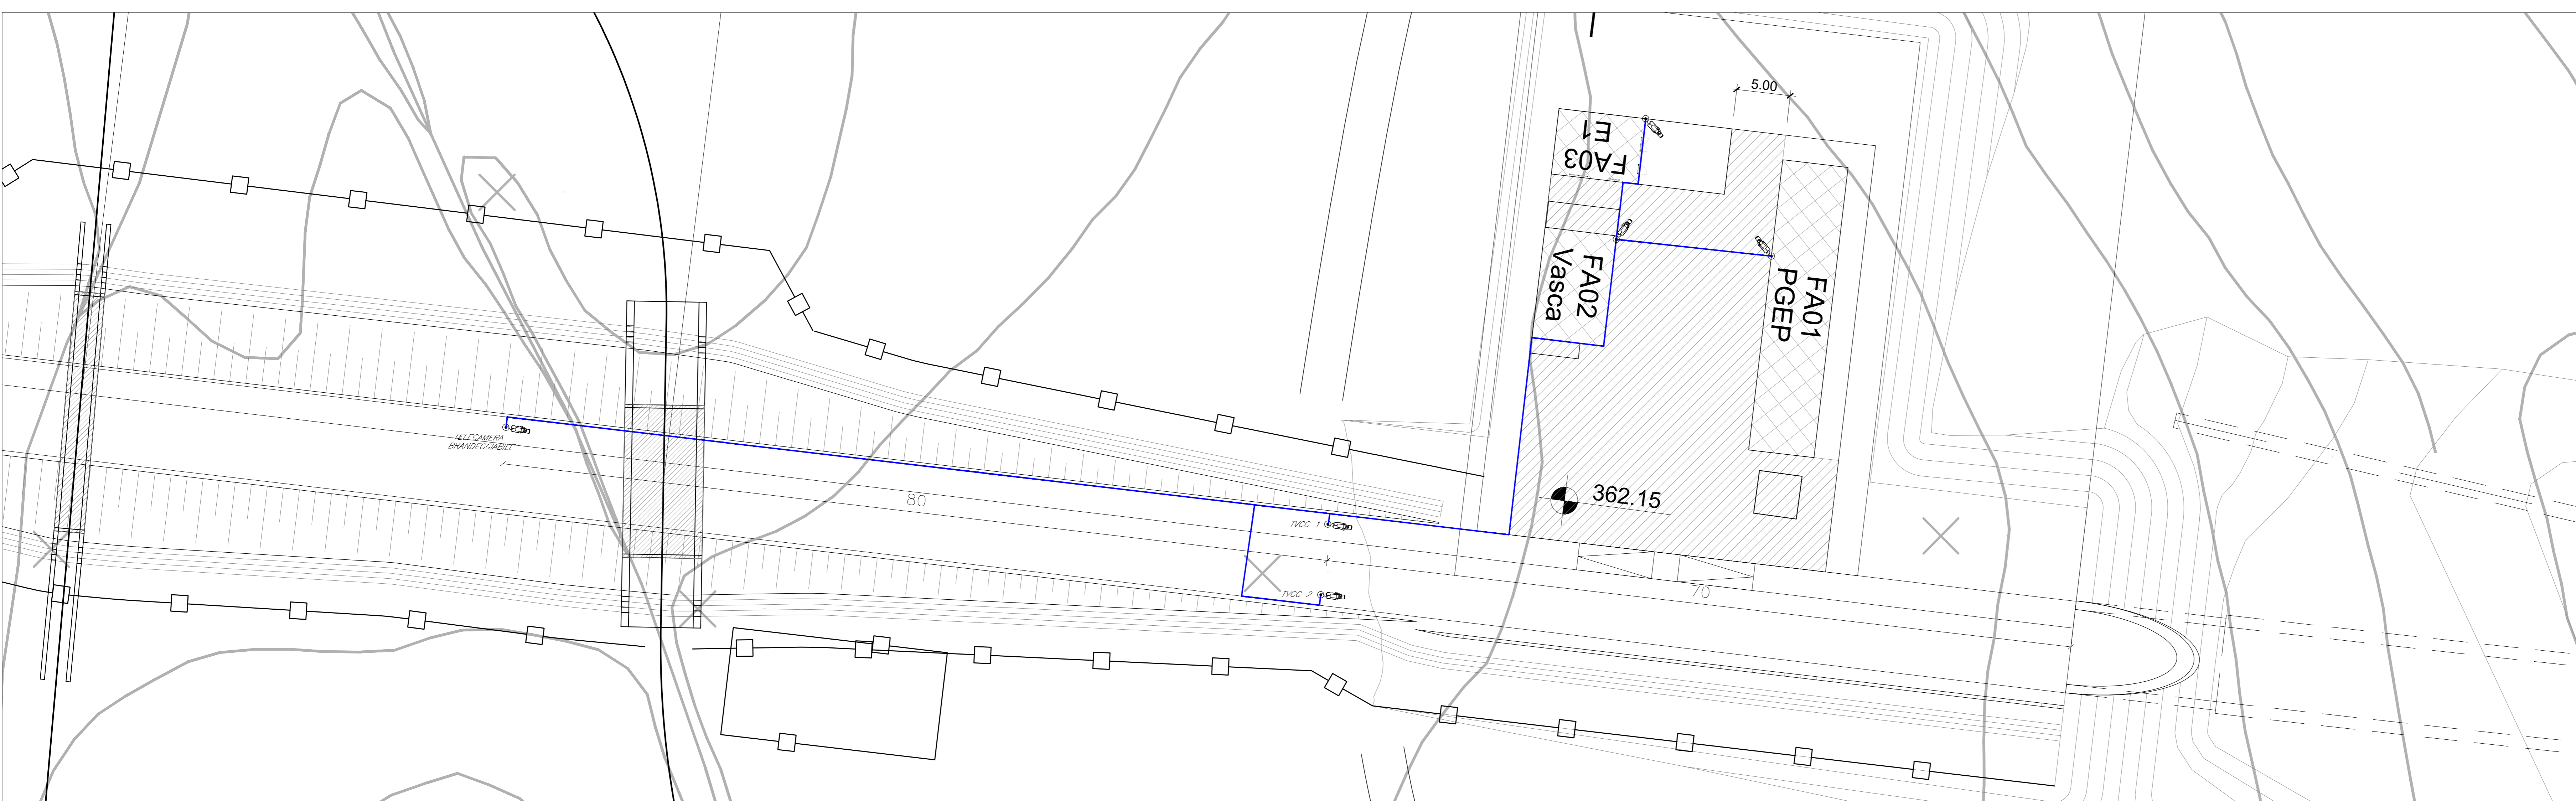 5.00
E1
FA03
FA02
Vasca
FA01
PGEP
TELECAMERA
BRANDEGGIABILE
80
TVCC 1
362.15
TVCC 2
70